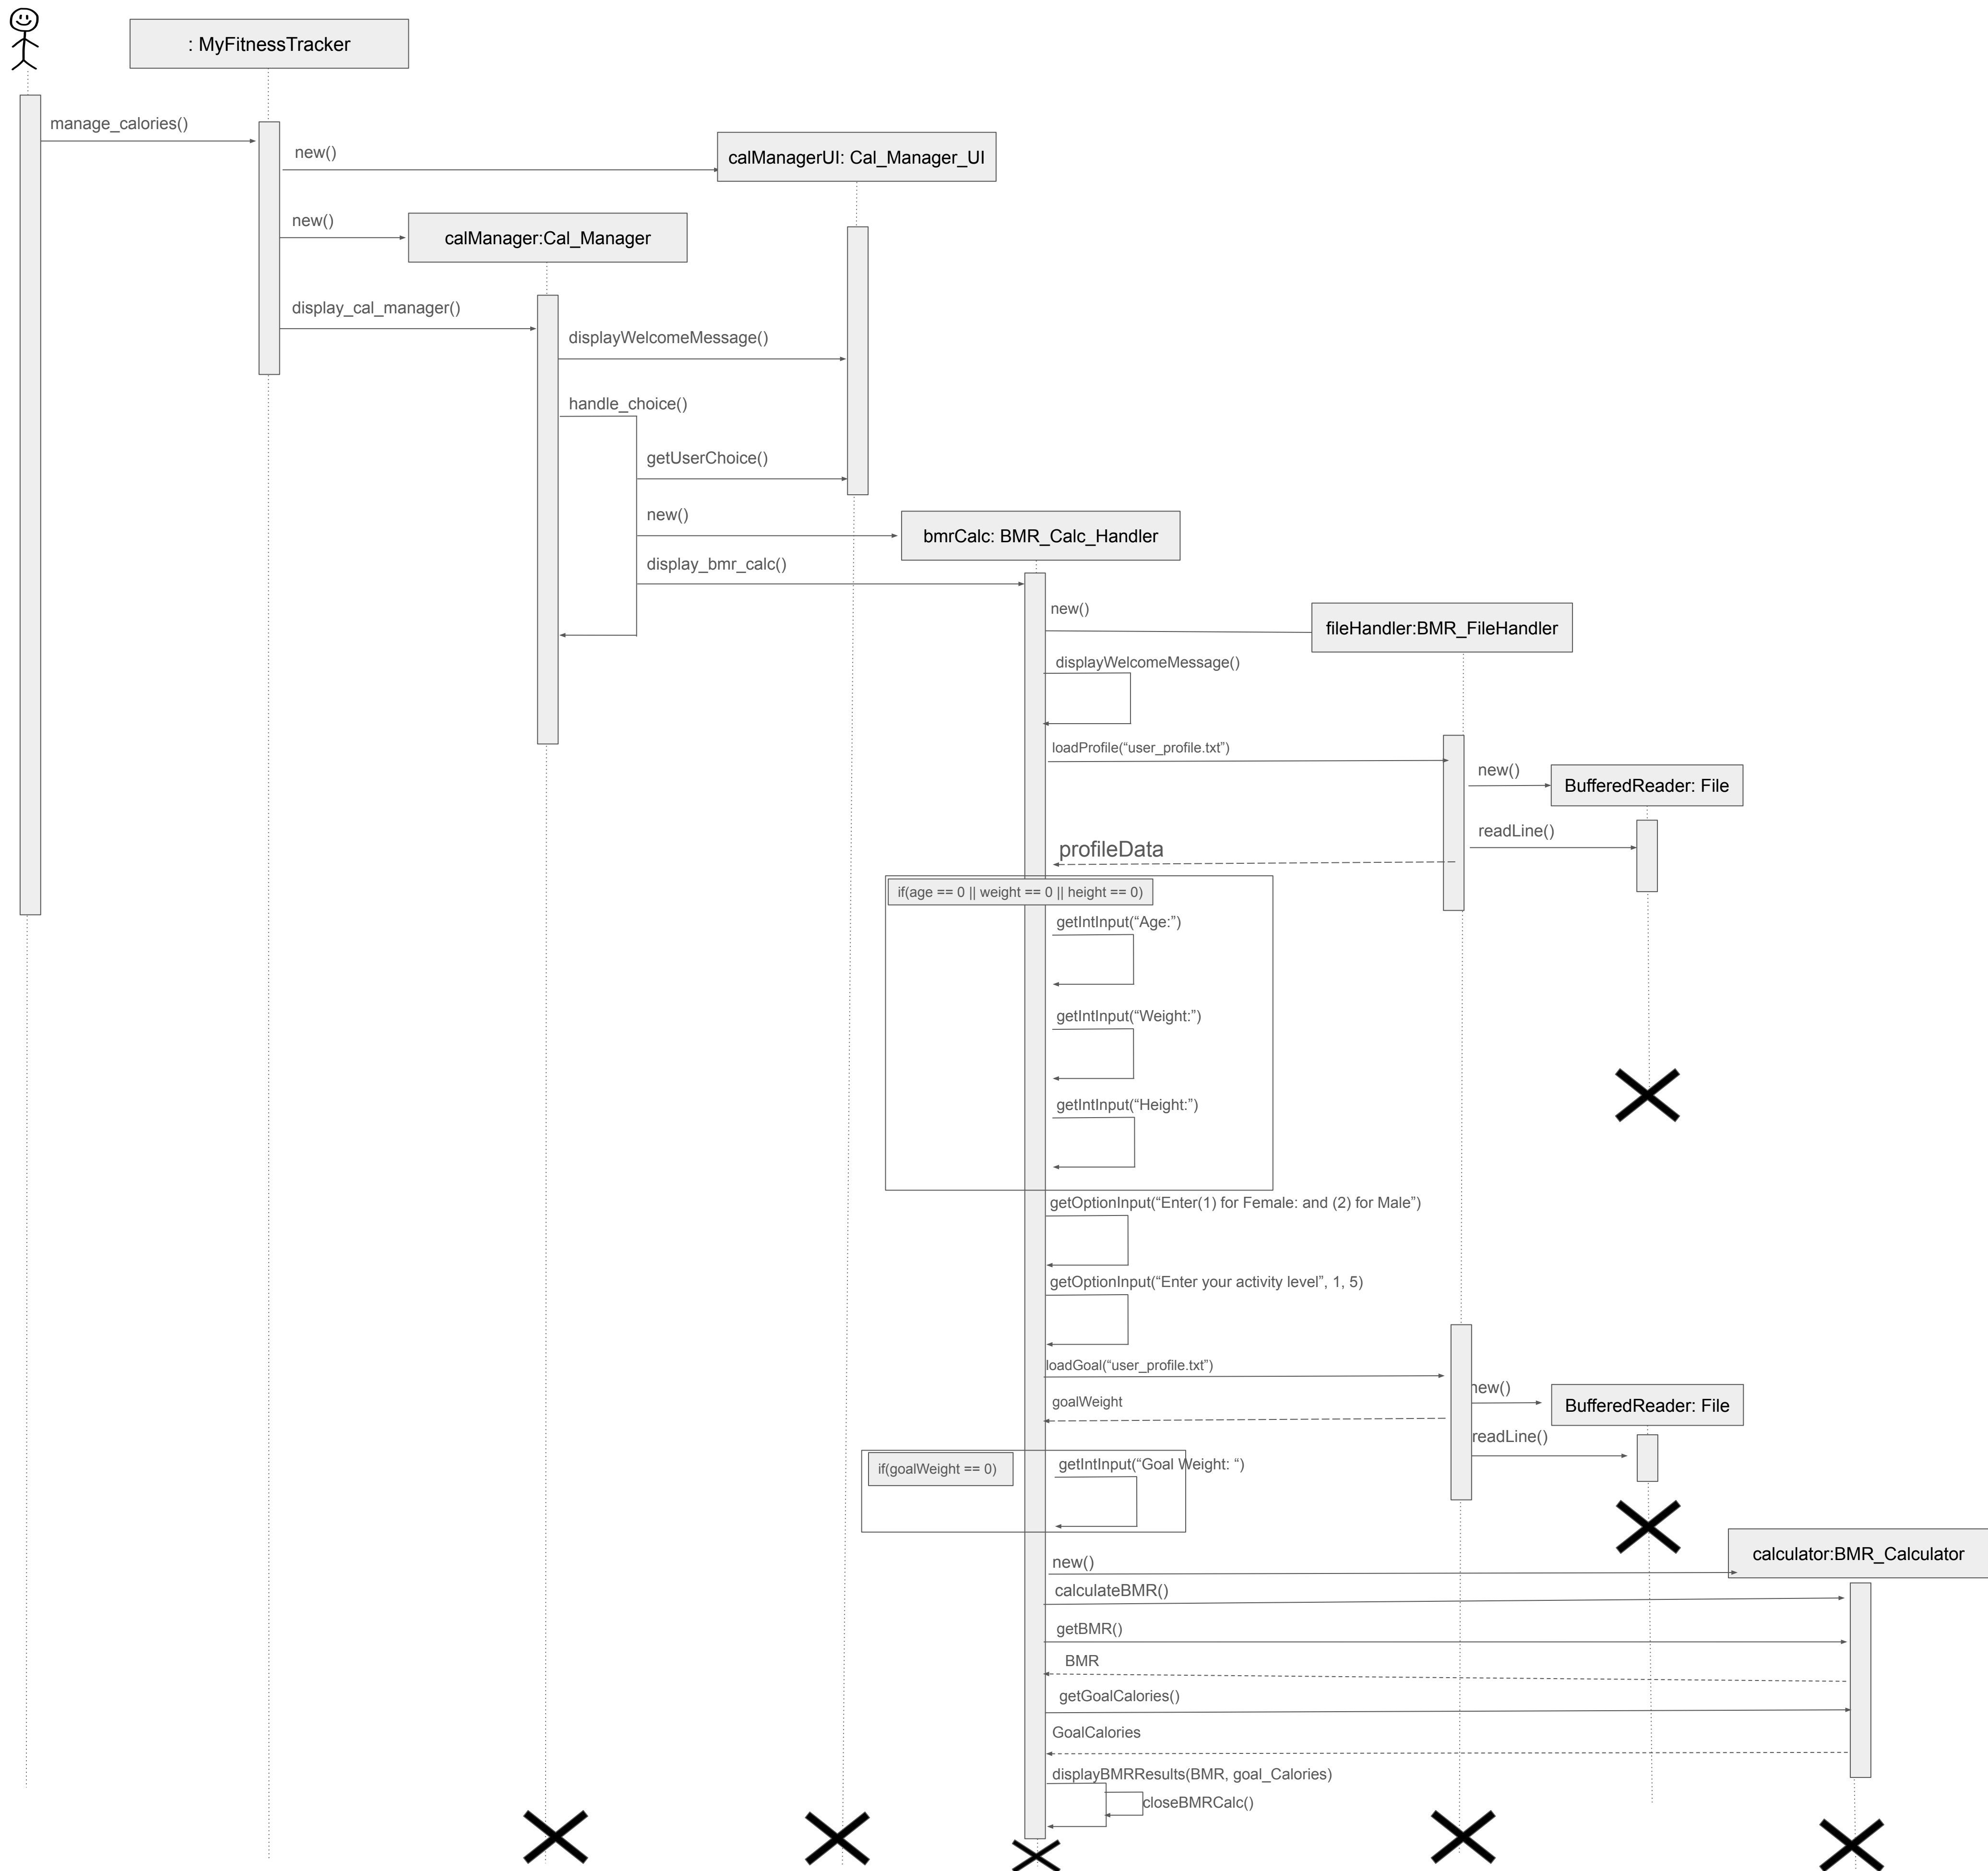 : MyFitnessTracker
manage_calories()
new()
calManagerUI: Cal_Manager_UI
new()
calManager:Cal_Manager
display_cal_manager()
displayWelcomeMessage()
handle_choice()
getUserChoice()
new()
bmrCalc: BMR_Calc_Handler
display_bmr_calc()
new()
fileHandler:BMR_FileHandler
displayWelcomeMessage()
loadProfile(“user_profile.txt”)
new()
BufferedReader: File
readLine()
profileData
if(age == 0 || weight == 0 || height == 0)
getIntInput(“Age:”)
getIntInput(“Weight:”)
getIntInput(“Height:”)
getOptionInput(“Enter(1) for Female: and (2) for Male”)
getOptionInput(“Enter your activity level”, 1, 5)
loadGoal(“user_profile.txt”)
new()
BufferedReader: File
goalWeight
readLine()
if(goalWeight == 0)
getIntInput(“Goal Weight: “)
calculator:BMR_Calculator
new()
calculateBMR()
getBMR()
BMR
getGoalCalories()
GoalCalories
displayBMRResults(BMR, goal_Calories)
closeBMRCalc()